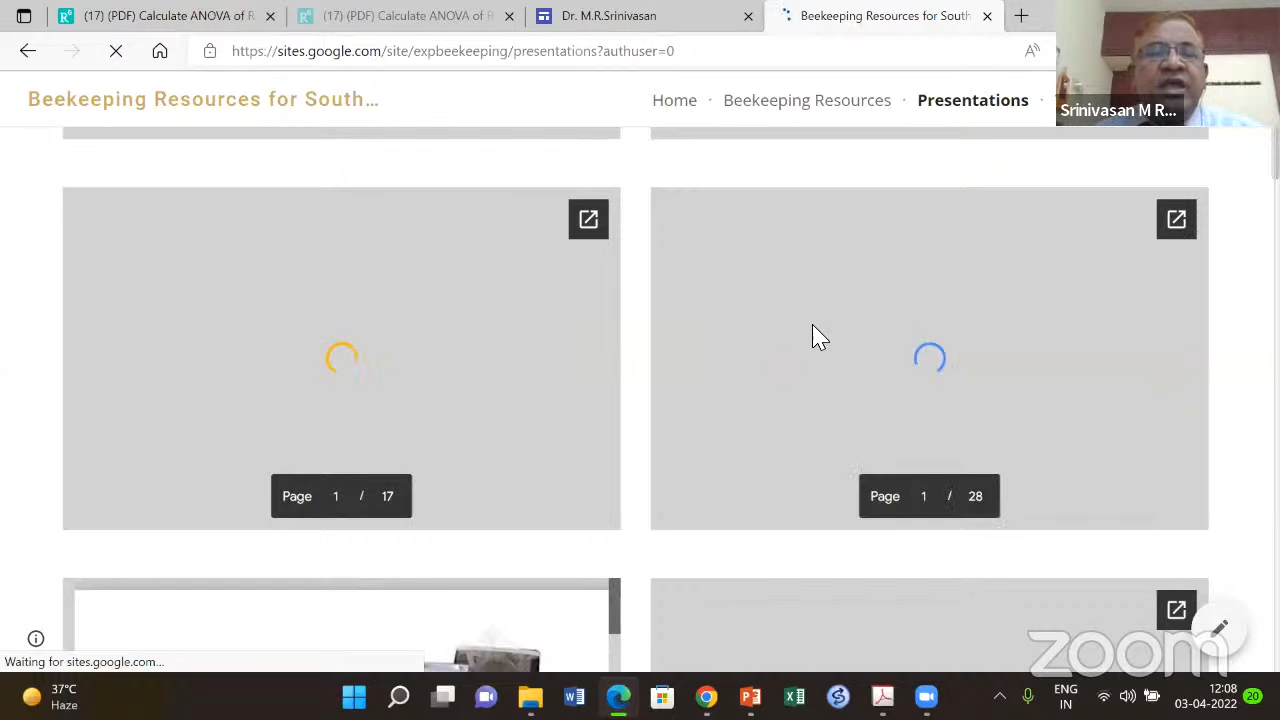 (17) (PDF) Calculate ANOVA of R
(17) (PDF) Calculate ANOVA of R
Dr. M.R.Srinivasan
Beekeeping Resources for South
https://sites.google.com/site/expbeekeeping/presentations?authuser=0
Srinivasan M R...
Beekeeping Resources for South...
Home · Beekeeping Resources · Presentations ·
Page 1 / 17
Page 1 / 28
zoom
Waiting for sites.google.com...
37°C
Haze
ENG
IN
12:08
03-04-2022
20